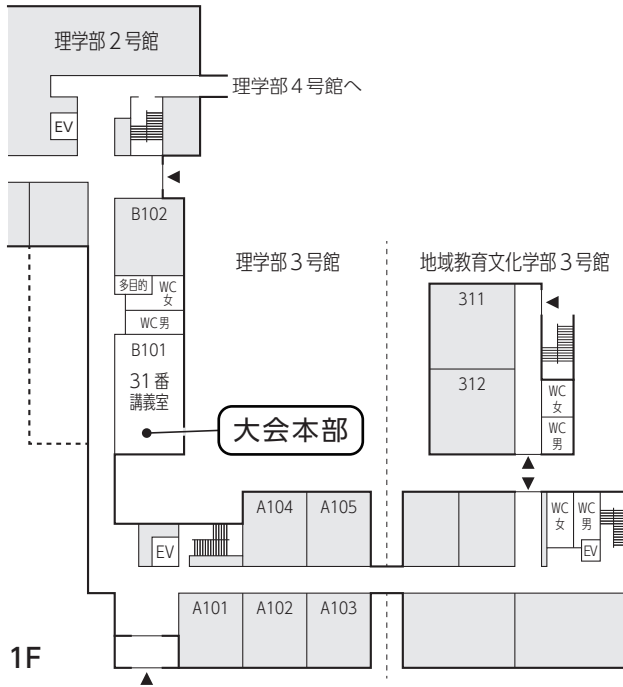 理学部2号館
理学部4号館へ
EV
B102
理学部3号館
地域教育文化学部3号館
多目的
WC
女
WC男
311
B101
31番
講義室
312
WC
女
大会本部
WC
男
A104
A105
WC
女
WC
男
EV
EV
A101
A102
A103
1F